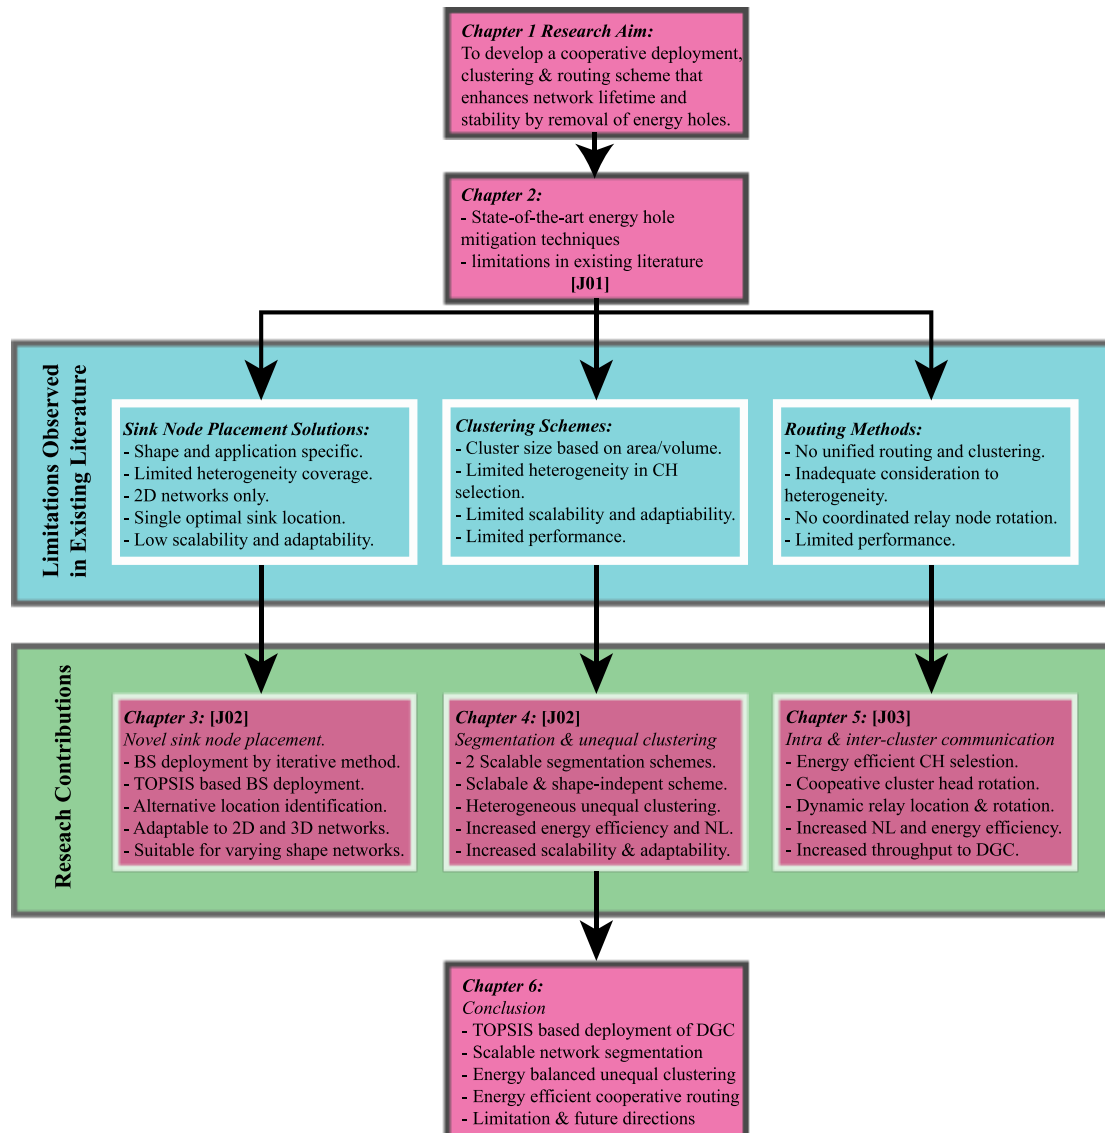 Chapter 1 Research Aim:
To develop a cooperative deployment,
clustering & routing scheme that
enhances network lifetime and
stability by removal of energy holes.
Chapter 2:
- State-of-the-art energy hole
mitigation techniques
- limitations in existing literature
[J01]
Limitations Observed
in Existing Literature
Sink Node Placement Solutions:
- Shape and application specific.
- Limited heterogeneity coverage.
- 2D networks only.
- Single optimal sink location.
- Low scalability and adaptability.
Clustering Schemes:
- Cluster size based on area/volume.
- Limited heterogeneity in CH
selection.
- Limited scalability and adaptiability.
- Limited performance.
Routing Methods:
- No unified routing and clustering.
- Inadequate consideration to
heterogeneity.
- No coordinated relay node rotation.
- Limited performance.
Reseach Contributions
Chapter 3: [J02]
Novel sink node placement.
- BS deployment by iterative method.
- TOPSIS based BS deployment.
- Alternative location identification.
- Adaptable to 2D and 3D networks.
- Suitable for varying shape networks.
Chapter 4: [J02]
Segmentation & unequal clustering
- 2 Scalable segmentation schemes.
- Sclabale & shape-indepent scheme.
- Heterogeneous unequal clustering.
- Increased energy efficiency and NL.
- Increased scalability & adaptability.
Chapter 5: [J03]
Intra & inter-cluster communication
- Energy efficient CH selestion.
- Coopeative cluster head rotation.
- Dynamic relay location & rotation.
- Increased NL and energy efficiency.
- Increased throughput to DGC.
Chapter 6:
Conclusion
- TOPSIS based deployment of DGC
- Scalable network segmentation
- Energy balanced unequal clustering
- Energy efficient cooperative routing
- Limitation & future directions